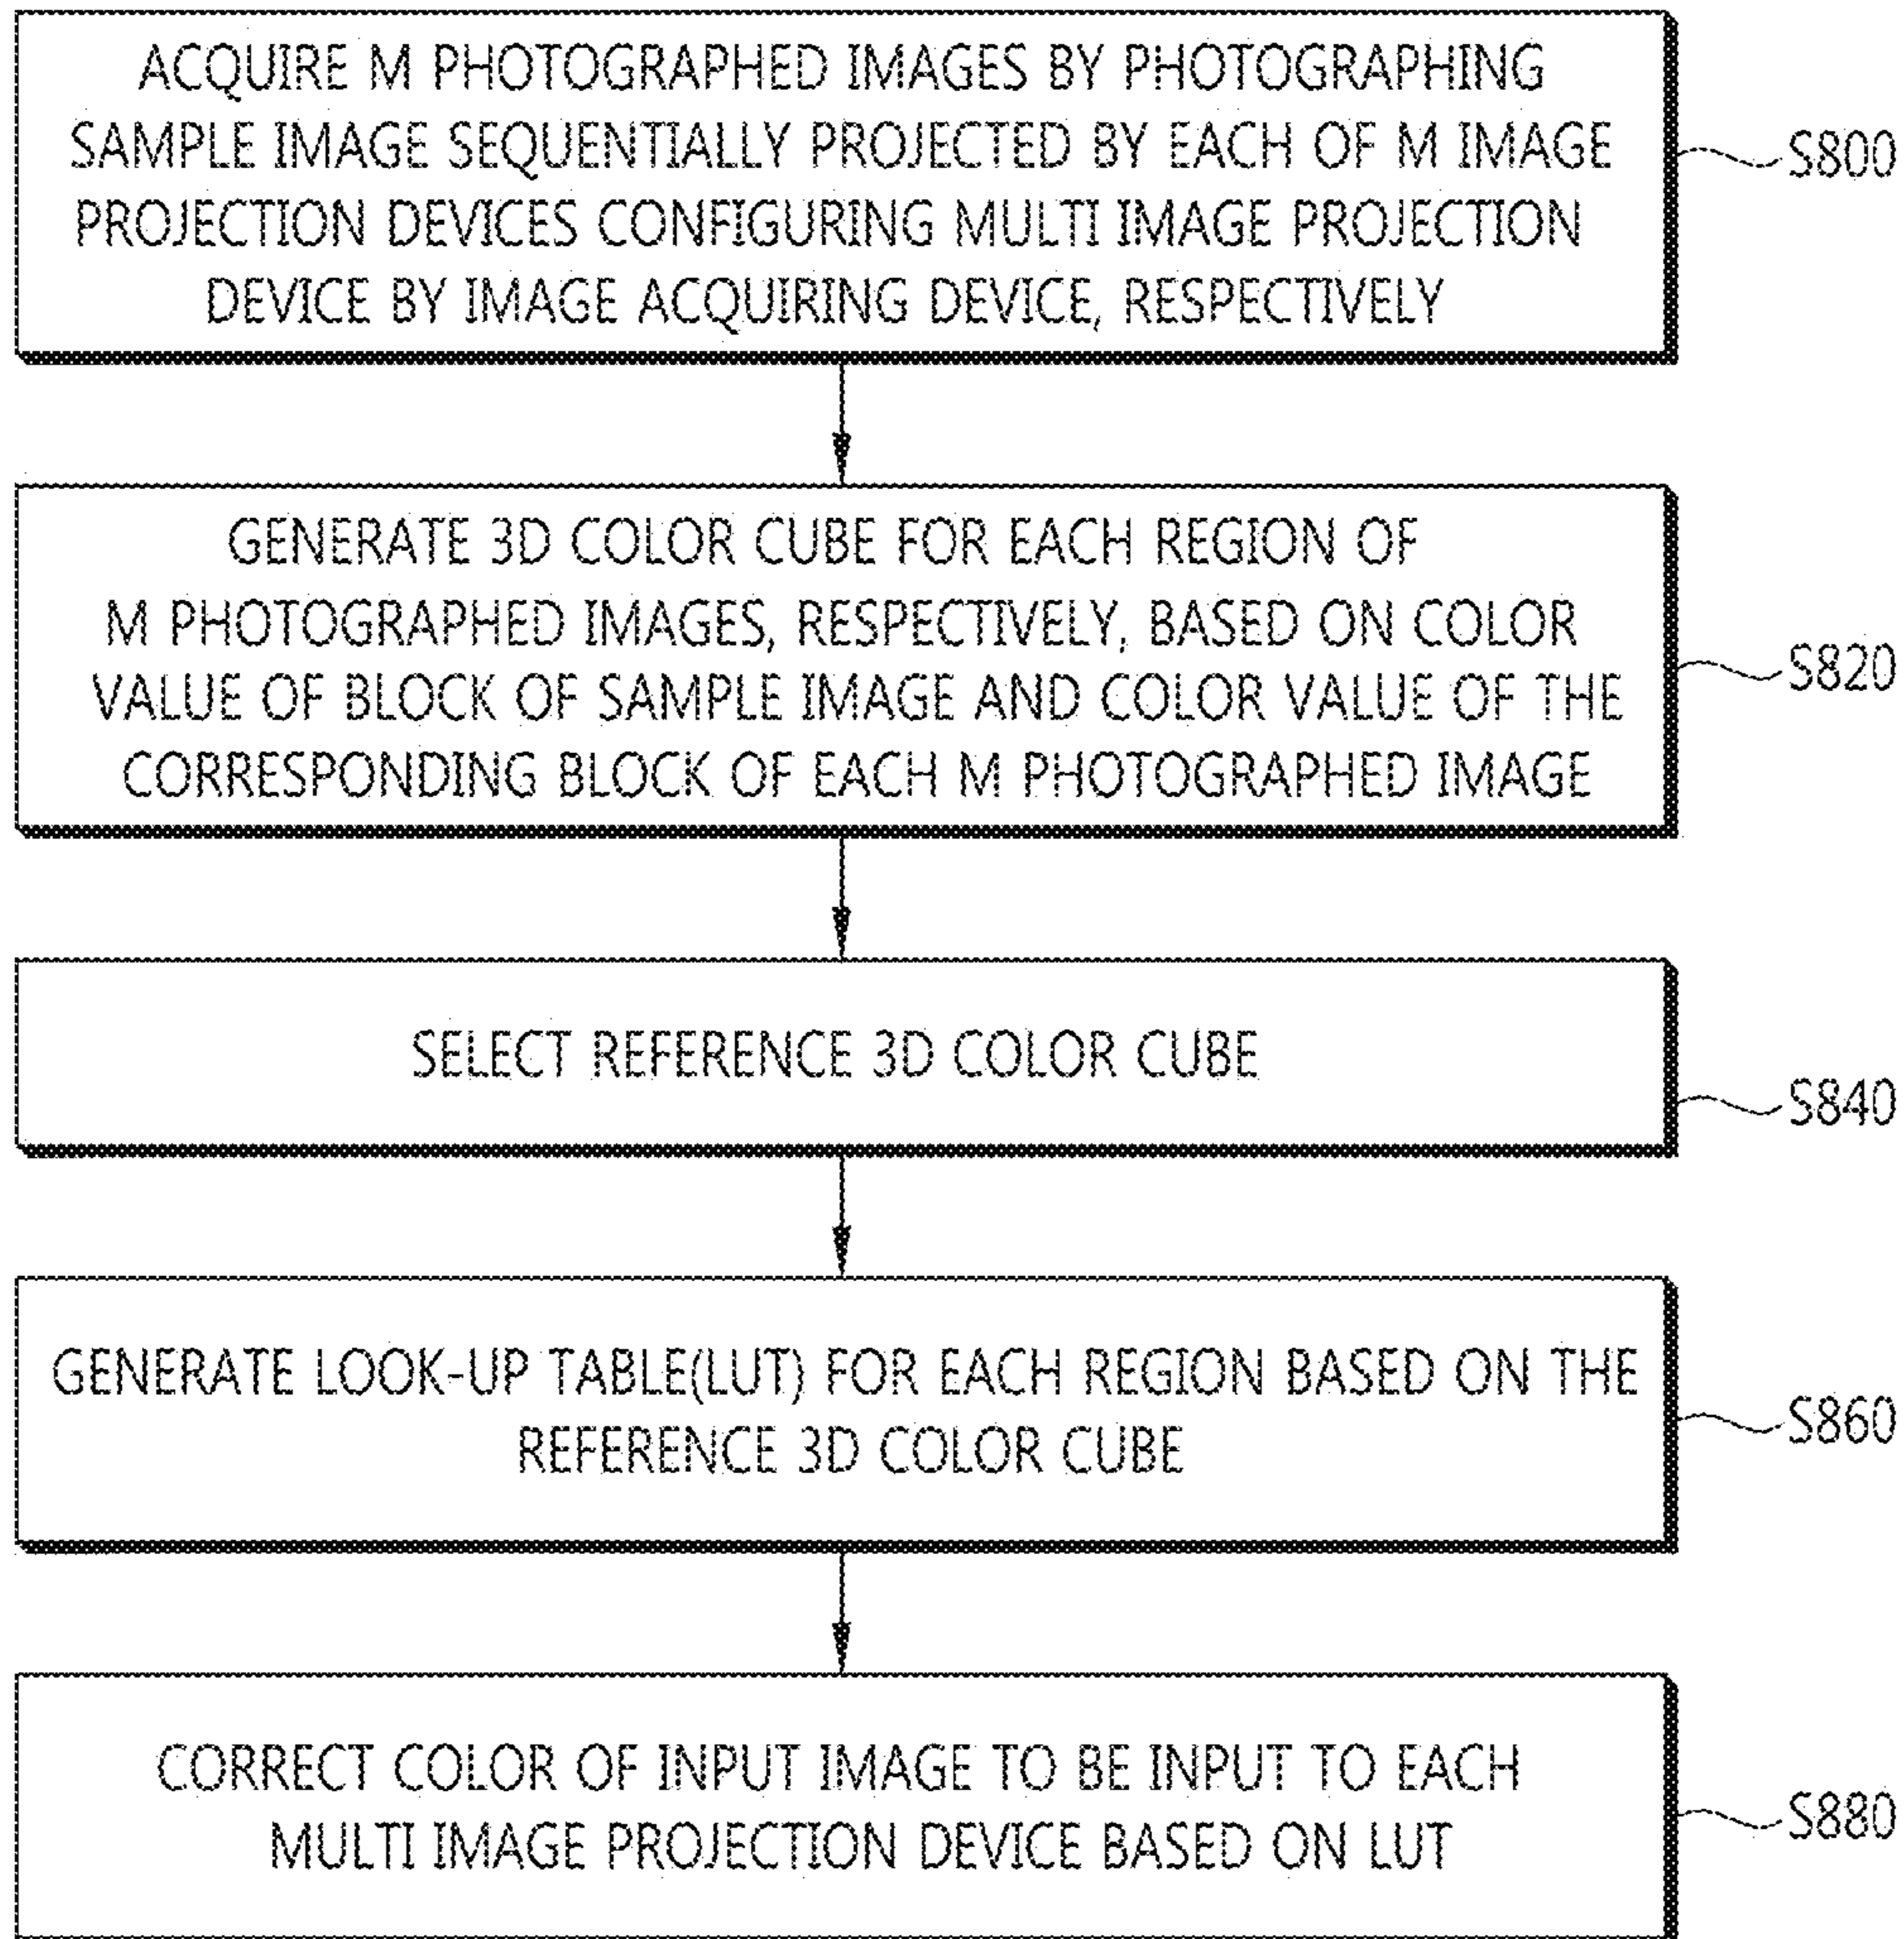 ACQUIRE M PHOTOGRAPHED IMAGES BY PHOTOGRAPHING
SAMPLE IMAGE SEQUENTIALLY PROJECTED BY EACH OF M IMAGE
PROJECTION DEVICES CONFIGURING MULTI IMAGE PROJECTION
DEVICE BY IMAGE ACQUIRING DEVICE, RESPECTIVELY
S800
GENERATE 3D COLOR CUBE FOR EACH REGION OF
M PHOTOGRAPHED IMAGES, RESPECTIVELY, BASED ON COLOR
VALUE OF BLOCK OF SAMPLE IMAGE AND COLOR VALUE OF THE
CORRESPONDING BLOCK OF EACH M PHOTOGRAPHED IMAGE
S820
SELECT REFERENCE 3D COLOR CUBE
S840
GENERATE LOOK-UP TABLE(LUT) FOR EACH REGION BASED ON THE
REFERENCE 3D COLOR CUBE
S860
CORRECT COLOR OF INPUT IMAGE TO BE INPUT TO EACH
MULTI IMAGE PROJECTION DEVICE BASED ON LUT
S880